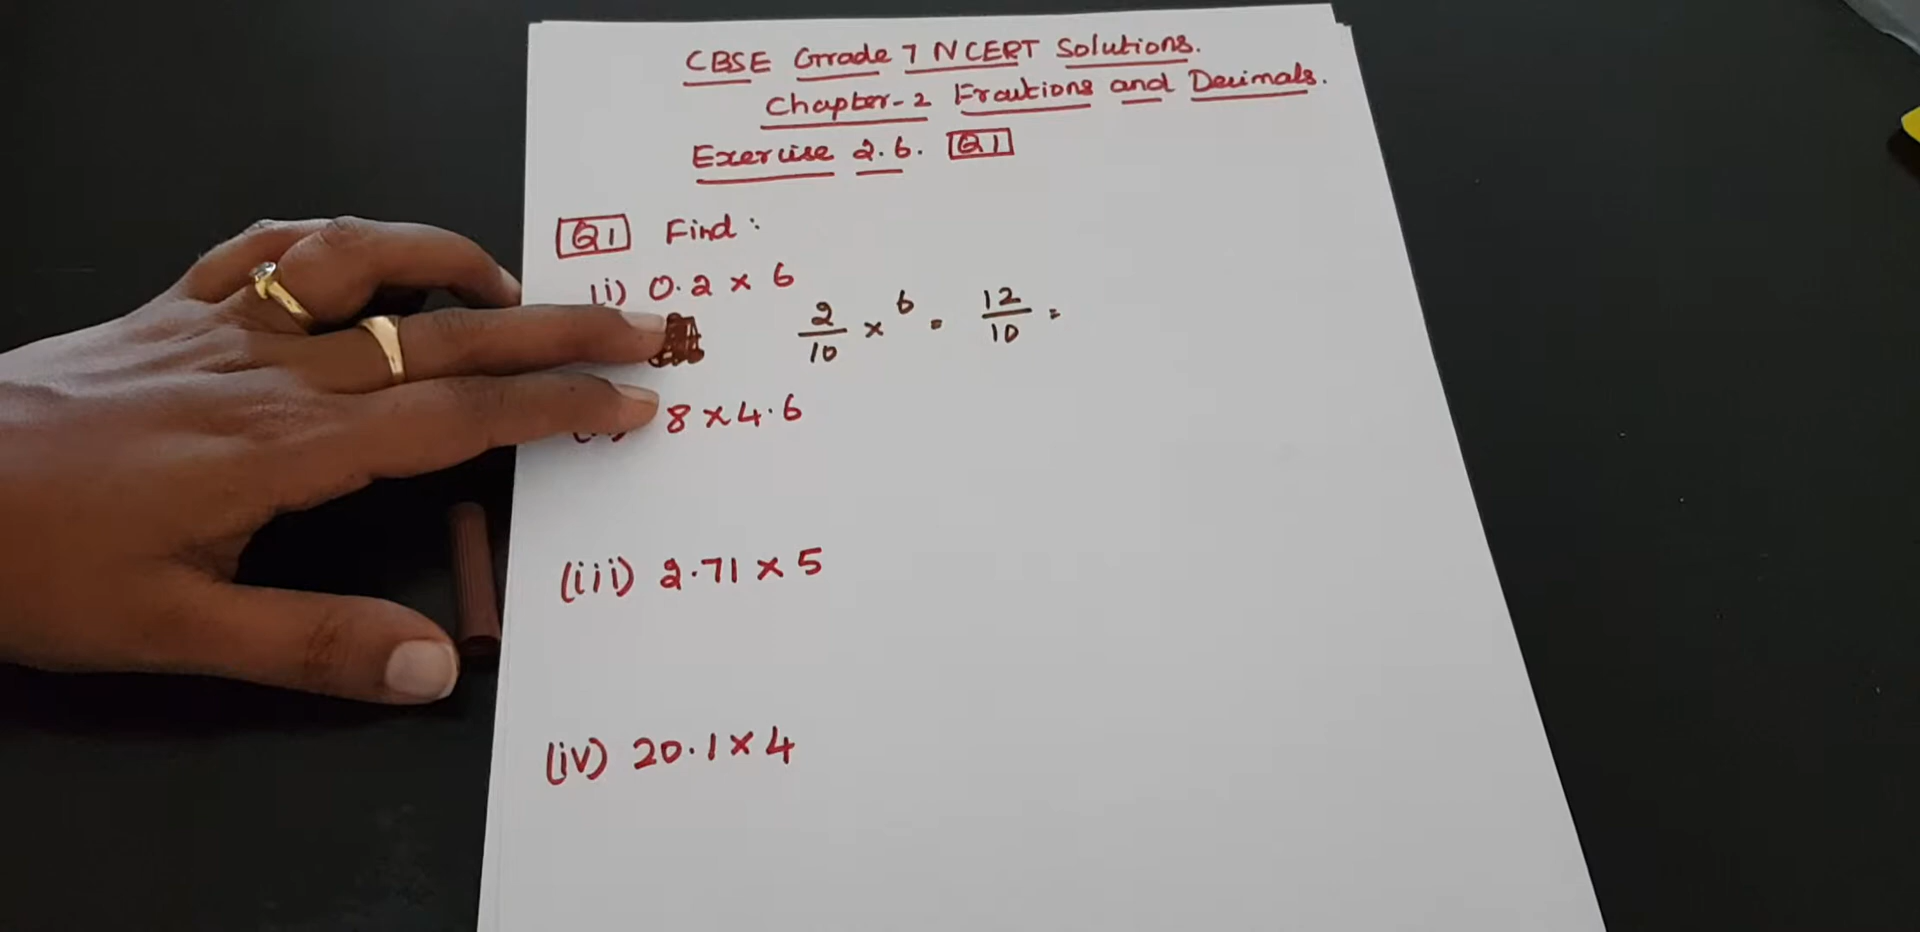 CBSE Grade 7 NCERT Solutions.
Chapter-2 Fractions and Decimals.
Exercise 2.6. Q1
Q1 Find :
(i) 0.2 × 6
2/10 × 6 = 12/10 =
8 × 4.6
(iii) 2.71 × 5
(iv) 20.1 × 4